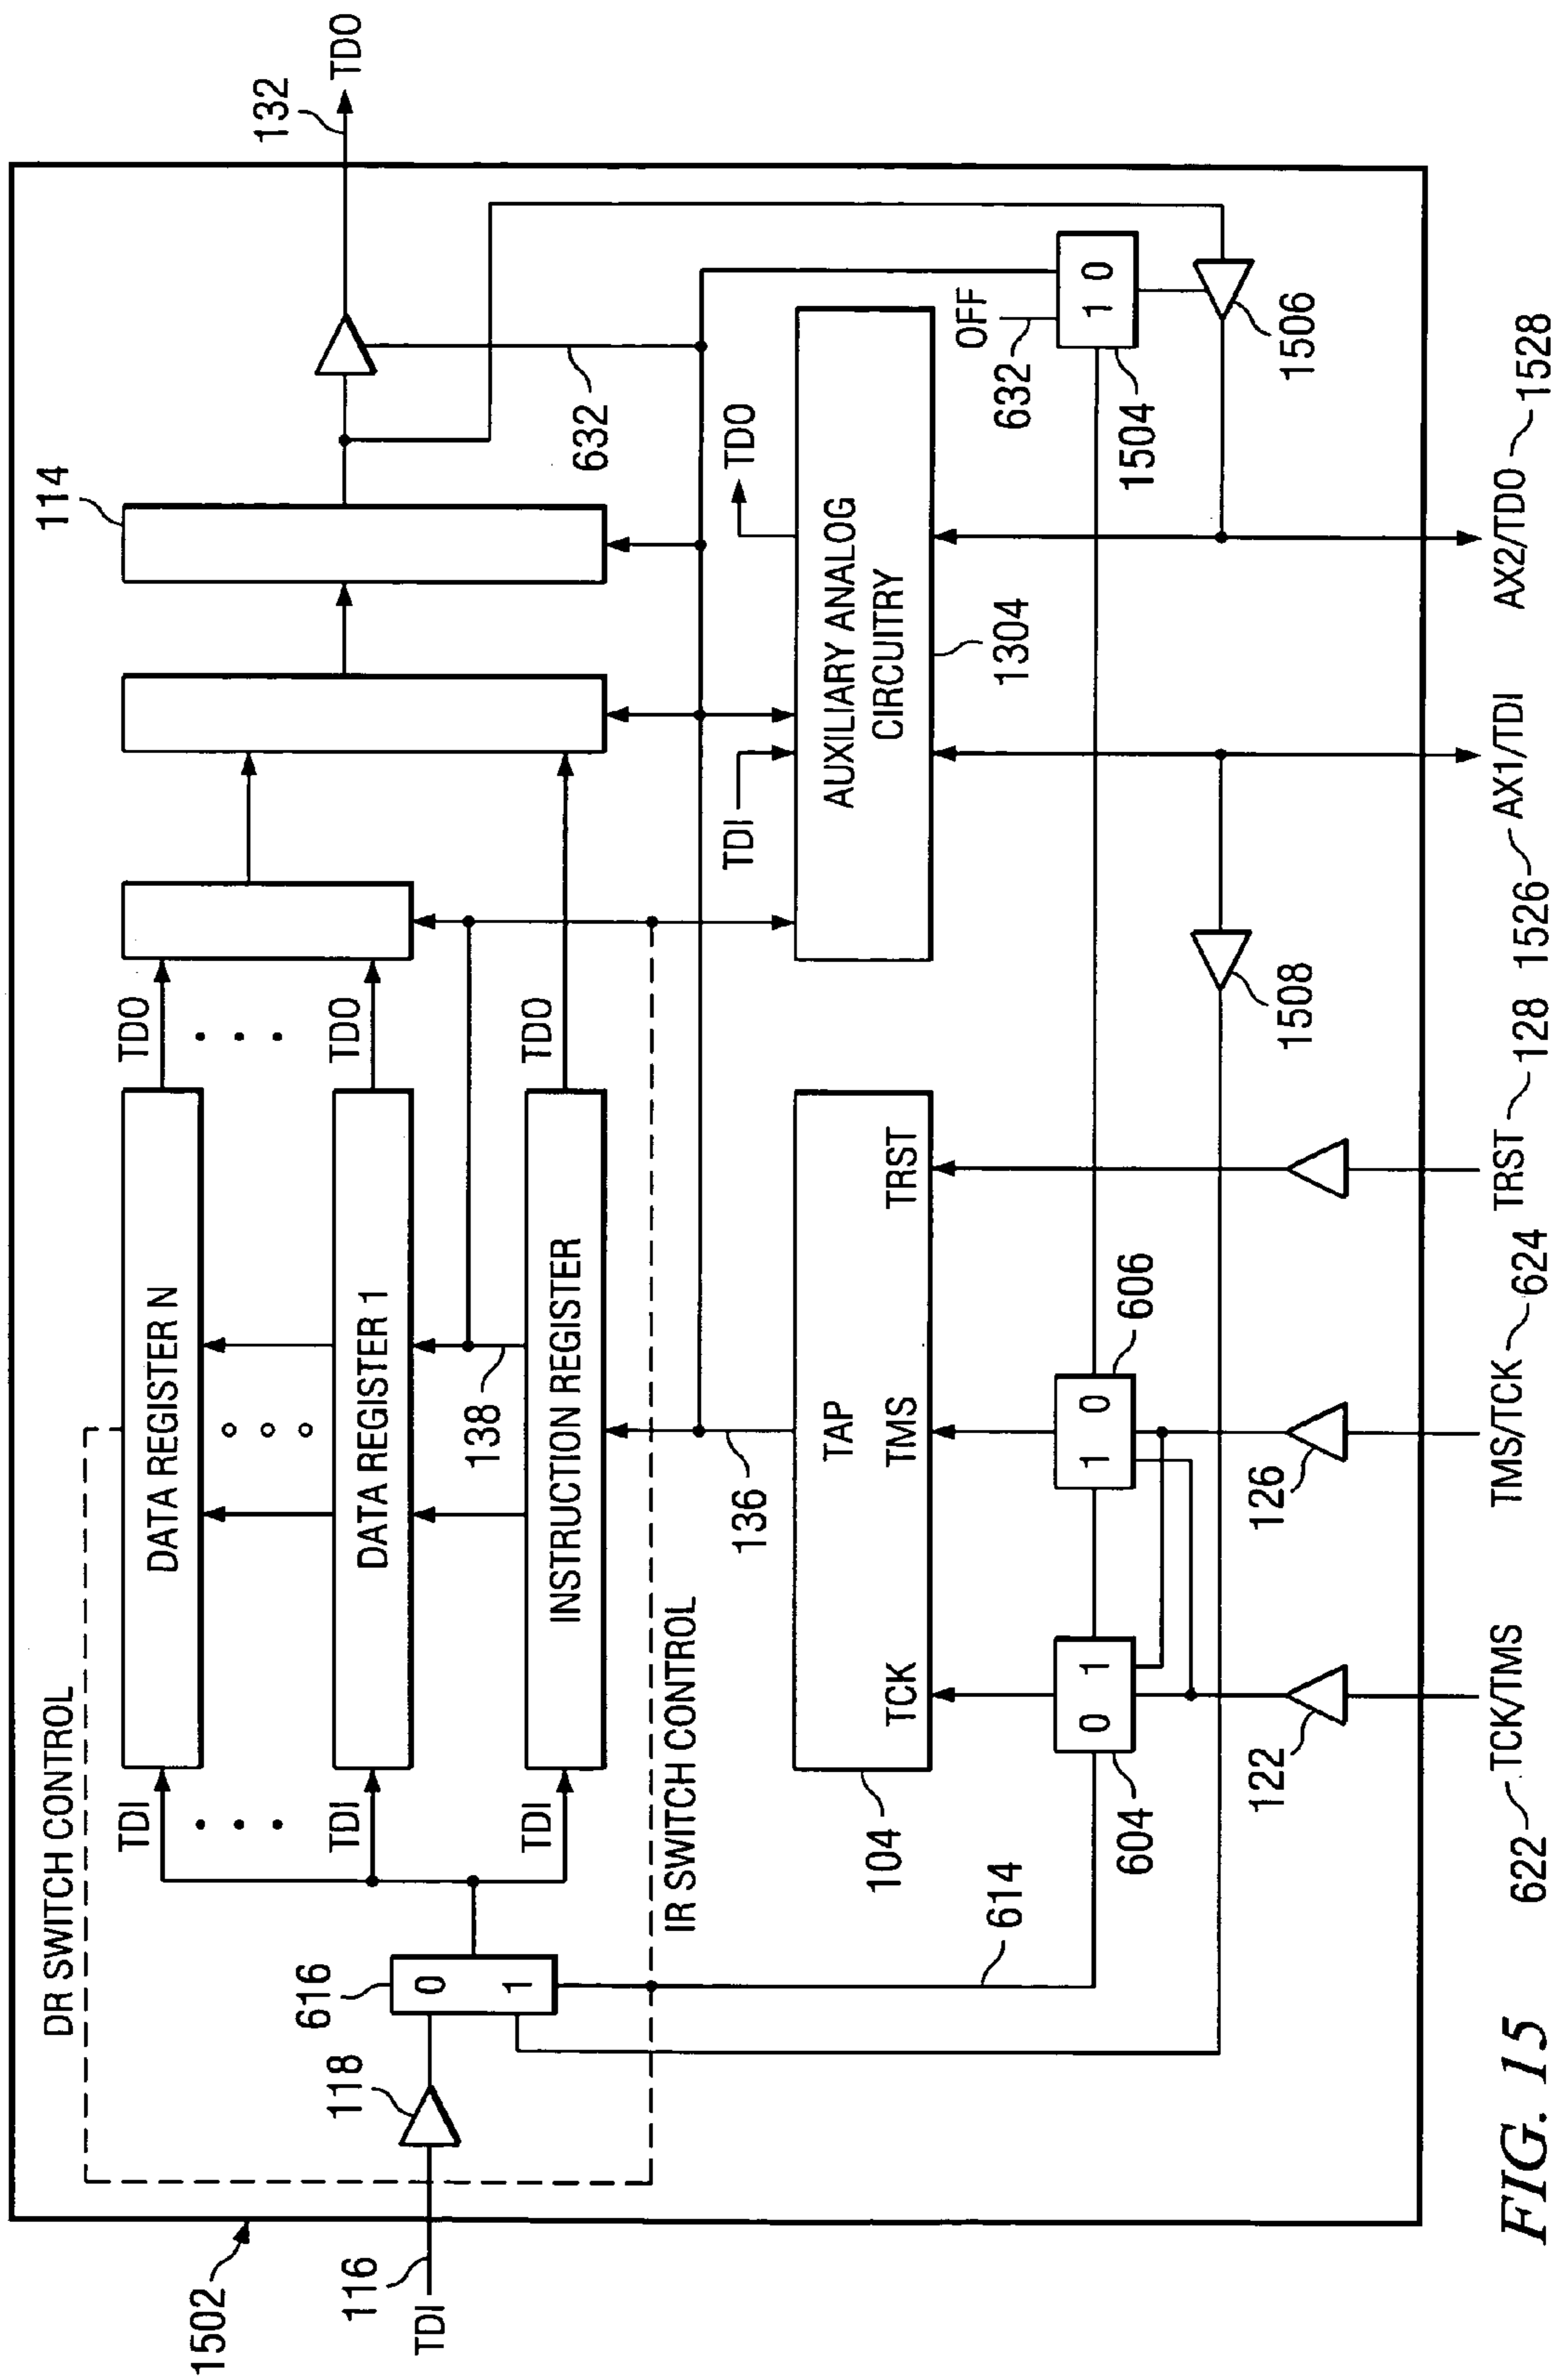 1502
DR SWITCH CONTROL
TDI
116
118
616
0
1
TDI
TDI
TDI
DATA REGISTER N
DATA REGISTER 1
INSTRUCTION REGISTER
138
TDO
TDO
TDO
114
632
132
TDO
IR SWITCH CONTROL
614
104
136
TCK
TAP
TMS
TRST
TDI
TDO
AUXILIARY ANALOG
CIRCUITRY
1304
OFF
632
1 0
1504
1506
0 1
604
1 0
606
122
126
1508
622 TCK/TMS
TMS/TCK 624
TRST 128
1526 AX1/TDI
AX2/TDO 1528
FIG. 15